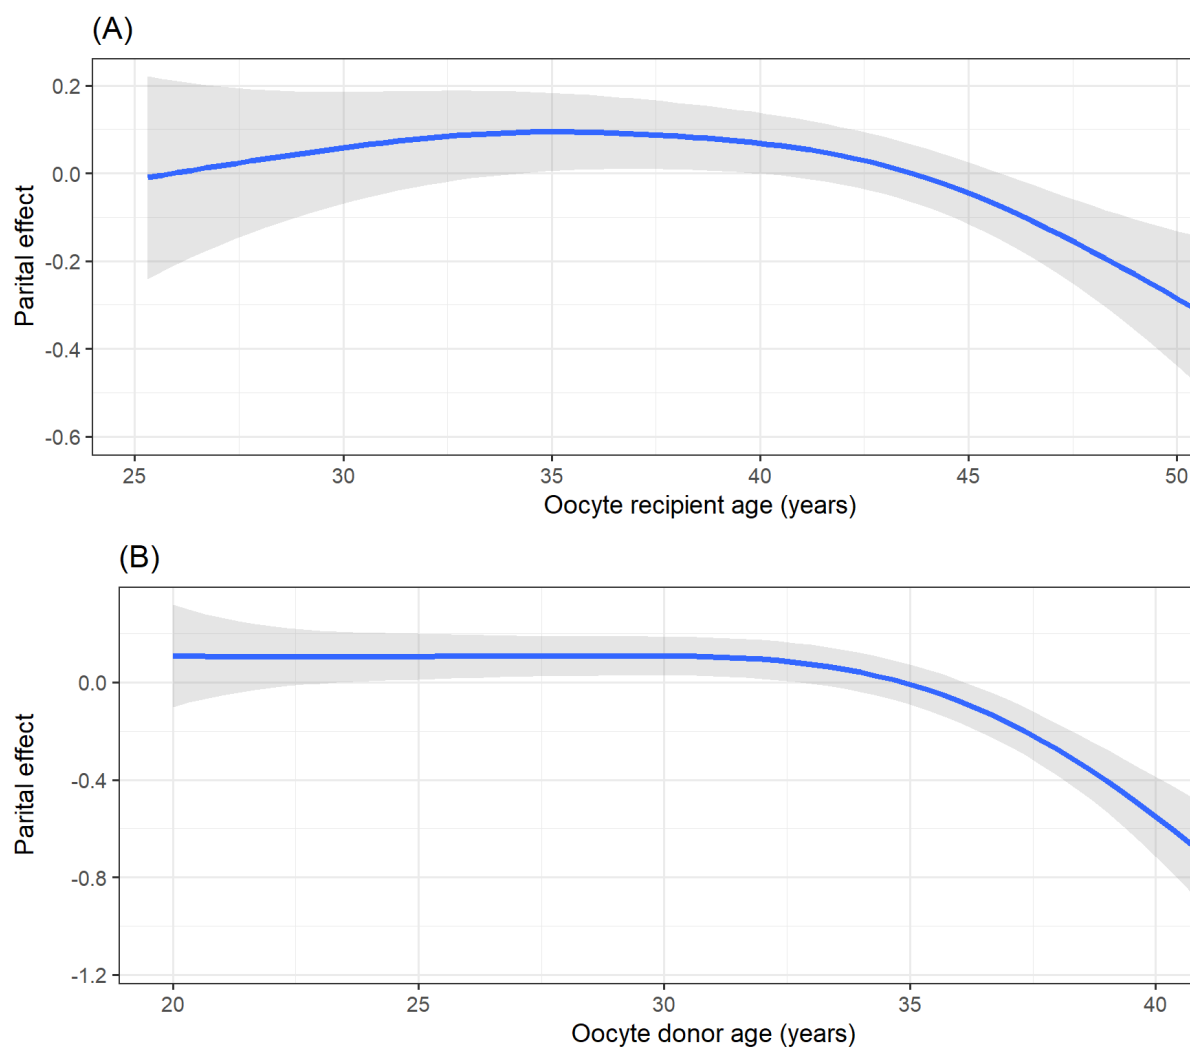 (A)
0.2
0.0
-0.2
-0.4
-0.6
Parital effect
25 30 35 40 45 50
Oocyte recipient age (years)
(B)
0.0
-0.4
-0.8
-1.2
Parital effect
20 25 30 35 40
Oocyte donor age (years)